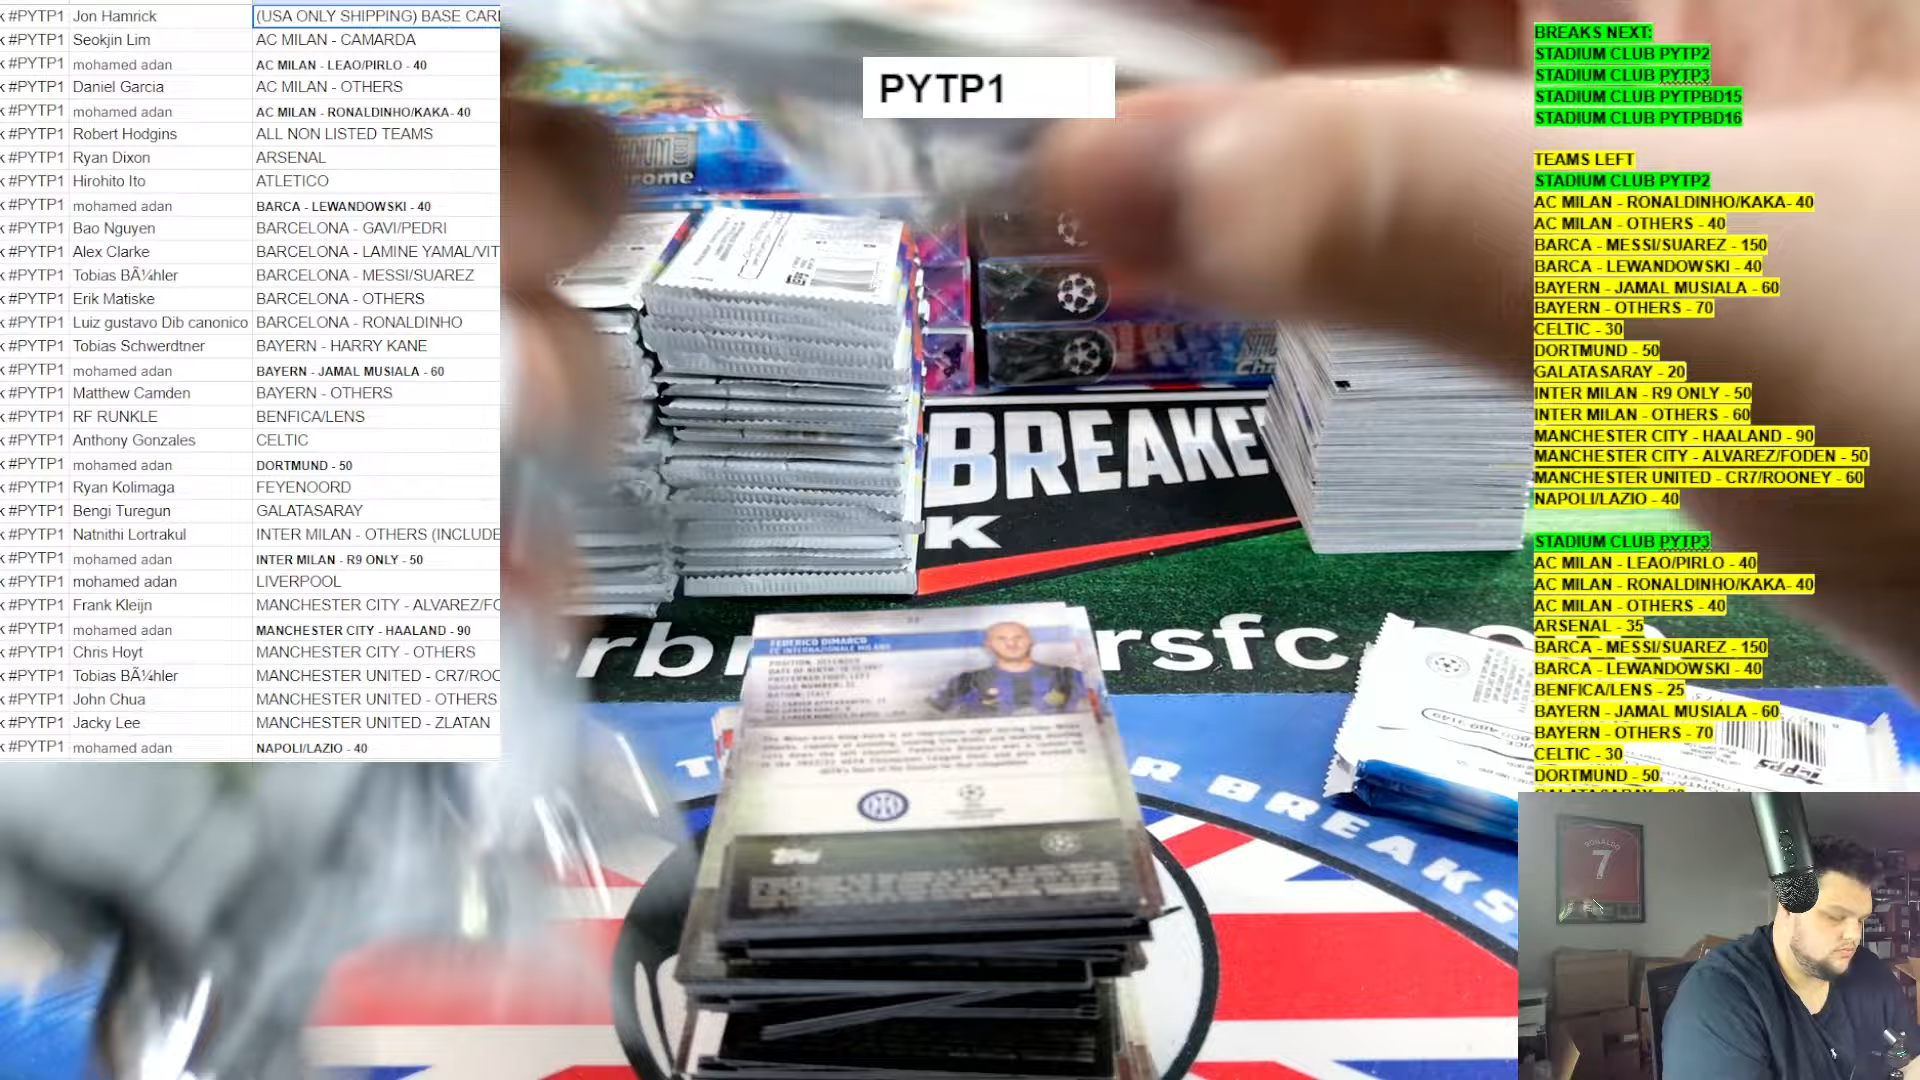 k #PYTP1 Jon Hamrick (USA ONLY SHIPPING) BASE CARI
k #PYTP1 Seokjin Lim AC MILAN - CAMARDA
k #PYTP1 mohamed adan AC MILAN - LEAO/PIRLO - 40
k #PYTP1 Daniel Garcia AC MILAN - OTHERS
k #PYTP1 mohamed adan AC MILAN - RONALDINHO/KAKA- 40
k #PYTP1 Robert Hodgins ALL NON LISTED TEAMS
k #PYTP1 Ryan Dixon ARSENAL
k #PYTP1 Hirohito Ito ATLETICO
k #PYTP1 mohamed adan BARCA - LEWANDOWSKI - 40
k #PYTP1 Bao Nguyen BARCELONA - GAVI/PEDRI
k #PYTP1 Alex Clarke BARCELONA - LAMINE YAMAL/VIT
k #PYTP1 Tobias BÃ¼hler BARCELONA - MESSI/SUAREZ
k #PYTP1 Erik Matiske BARCELONA - OTHERS
k #PYTP1 Luiz gustavo Dib canonico BARCELONA - RONALDINHO
k #PYTP1 Tobias Schwerdtner BAYERN - HARRY KANE
k #PYTP1 mohamed adan BAYERN - JAMAL MUSIALA - 60
k #PYTP1 Matthew Camden BAYERN - OTHERS
k #PYTP1 RF RUNKLE BENFICA/LENS
k #PYTP1 Anthony Gonzales CELTIC
k #PYTP1 mohamed adan DORTMUND - 50
k #PYTP1 Ryan Kolimaga FEYENOORD
k #PYTP1 Bengi Turegun GALATASARAY
k #PYTP1 Natnithi Lortrakul INTER MILAN - OTHERS (INCLUDE
k #PYTP1 mohamed adan INTER MILAN - R9 ONLY - 50
k #PYTP1 mohamed adan LIVERPOOL
k #PYTP1 Frank Kleijn MANCHESTER CITY - ALVAREZ/FO
k #PYTP1 mohamed adan MANCHESTER CITY - HAALAND - 90
k #PYTP1 Chris Hoyt MANCHESTER CITY - OTHERS
k #PYTP1 Tobias BÃ¼hler MANCHESTER UNITED - CR7/ROO
k #PYTP1 John Chua MANCHESTER UNITED - OTHERS
k #PYTP1 Jacky Lee MANCHESTER UNITED - ZLATAN
k #PYTP1 mohamed adan NAPOLI/LAZIO - 40
PYTP1
BREAKE
K
rsfc
FEDERICO DIMARCO
FC INTERNAZIONALE MILANO
R BREAKS
topps
BREAKS NEXT:
STADIUM CLUB PYTP2
STADIUM CLUB PYTP3
STADIUM CLUB PYTPBD15
STADIUM CLUB PYTPBD16
TEAMS LEFT
STADIUM CLUB PYTP2
AC MILAN - RONALDINHO/KAKA- 40
AC MILAN - OTHERS - 40
BARCA - MESSI/SUAREZ - 150
BARCA - LEWANDOWSKI - 40
BAYERN - JAMAL MUSIALA - 60
BAYERN - OTHERS - 70
CELTIC - 30
DORTMUND - 50
GALATASARAY - 20
INTER MILAN - R9 ONLY - 50
INTER MILAN - OTHERS - 60
MANCHESTER CITY - HAALAND - 90
MANCHESTER CITY - ALVAREZ/FODEN - 50
MANCHESTER UNITED - CR7/ROONEY - 60
NAPOLI/LAZIO - 40
STADIUM CLUB PYTP3
AC MILAN - LEAO/PIRLO - 40
AC MILAN - RONALDINHO/KAKA- 40
AC MILAN - OTHERS - 40
ARSENAL - 35
BARCA - MESSI/SUAREZ - 150
BARCA - LEWANDOWSKI - 40
BENFICA/LENS - 25
BAYERN - JAMAL MUSIALA - 60
BAYERN - OTHERS - 70
CELTIC - 30
DORTMUND - 50
RONALDO
7